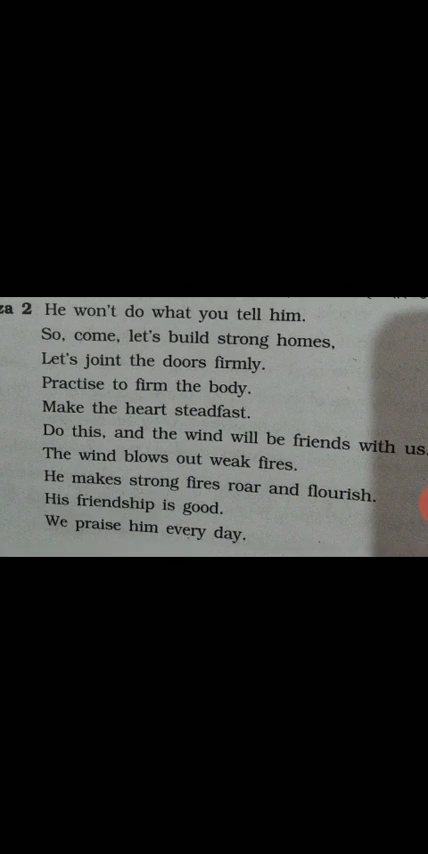 za 2 He won't do what you tell him.
So, come, let's build strong homes,
Let's joint the doors firmly.
Practise to firm the body.
Make the heart steadfast.
Do this, and the wind will be friends with us.
The wind blows out weak fires.
He makes strong fires roar and flourish.
His friendship is good.
We praise him every day.